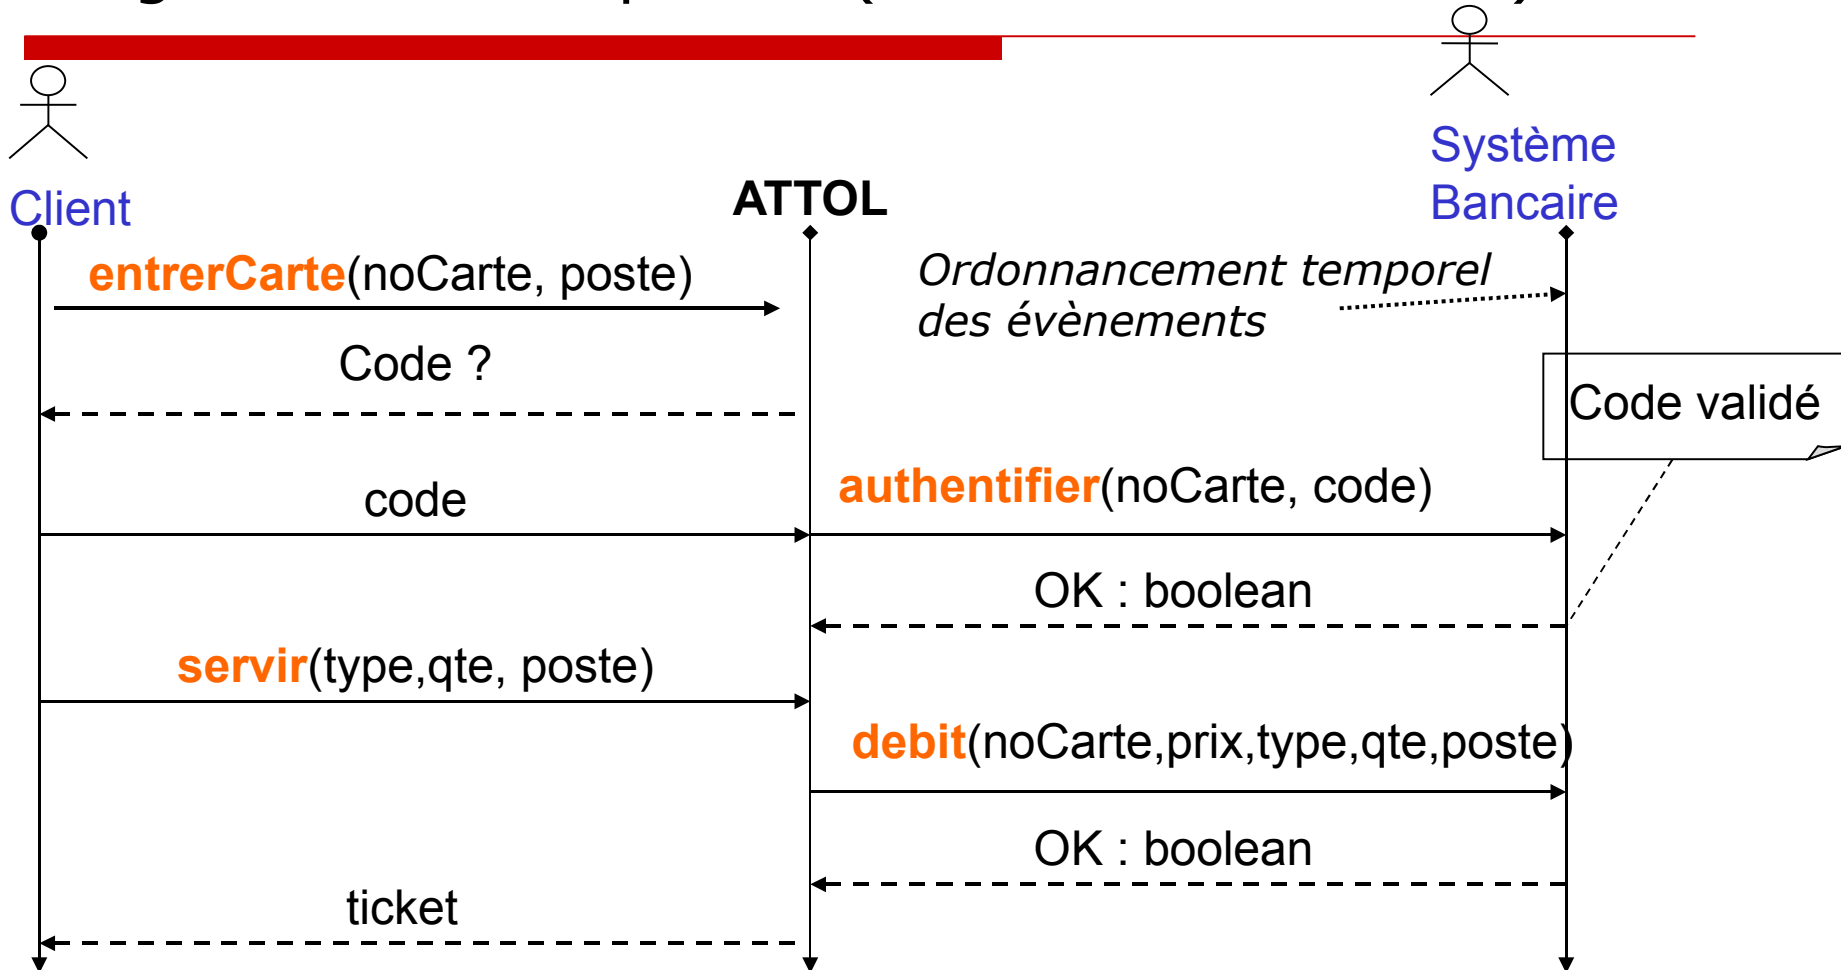 Client
ATTOL
Système
Bancaire
entrerCarte(noCarte, poste)
Ordonnancement temporel
des évènements
Code ?
Code validé
code
authentifier(noCarte, code)
OK : boolean
servir(type,qte, poste)
debit(noCarte,prix,type,qte,poste)
OK : boolean
ticket